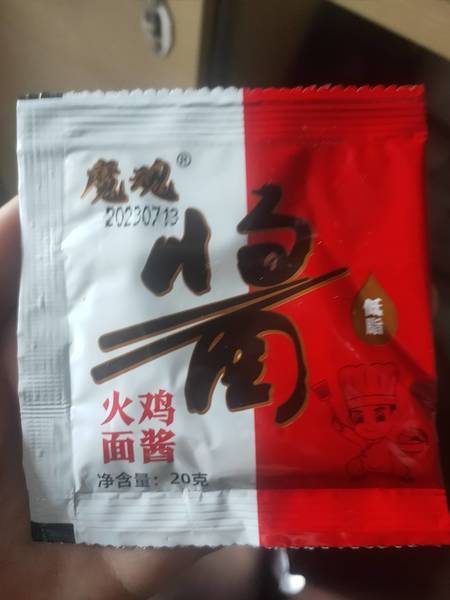 魔魂®
20230713
酱
低脂
火鸡
面酱
净含量：20克